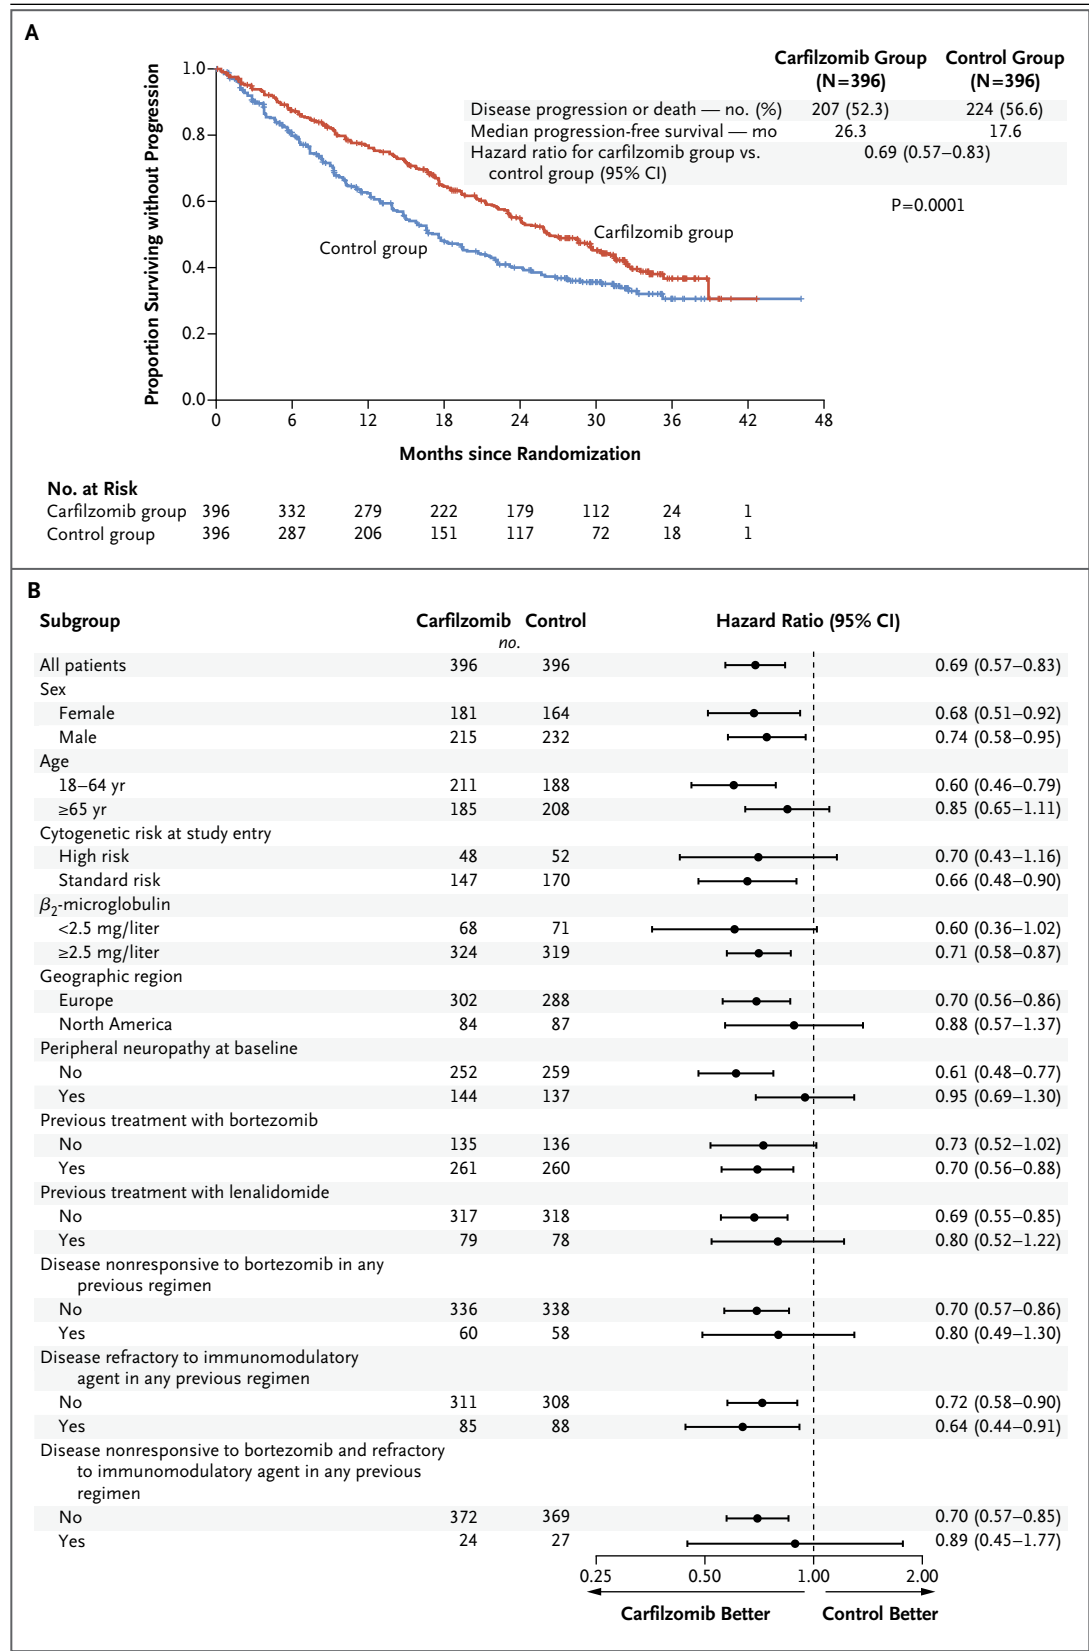 A
Carfilzomib Group (N=396) Control Group (N=396)
Disease progression or death — no. (%) 207 (52.3) 224 (56.6)
Median progression-free survival — mo 26.3 17.6
Hazard ratio for carfilzomib group vs. control group (95% CI) 0.69 (0.57–0.83)
P=0.0001
Proportion Surviving without Progression
1.0
0.8
0.6
0.4
0.2
0.0
Control group
Carfilzomib group
0 6 12 18 24 30 36 42 48
Months since Randomization
No. at Risk
Carfilzomib group 396 332 279 222 179 112 24 1
Control group 396 287 206 151 117 72 18 1
B
Subgroup Carfilzomib Control Hazard Ratio (95% CI)
no.
All patients 396 396 0.69 (0.57–0.83)
Sex
Female 181 164 0.68 (0.51–0.92)
Male 215 232 0.74 (0.58–0.95)
Age
18–64 yr 211 188 0.60 (0.46–0.79)
≥65 yr 185 208 0.85 (0.65–1.11)
Cytogenetic risk at study entry
High risk 48 52 0.70 (0.43–1.16)
Standard risk 147 170 0.66 (0.48–0.90)
β2-microglobulin
<2.5 mg/liter 68 71 0.60 (0.36–1.02)
≥2.5 mg/liter 324 319 0.71 (0.58–0.87)
Geographic region
Europe 302 288 0.70 (0.56–0.86)
North America 84 87 0.88 (0.57–1.37)
Peripheral neuropathy at baseline
No 252 259 0.61 (0.48–0.77)
Yes 144 137 0.95 (0.69–1.30)
Previous treatment with bortezomib
No 135 136 0.73 (0.52–1.02)
Yes 261 260 0.70 (0.56–0.88)
Previous treatment with lenalidomide
No 317 318 0.69 (0.55–0.85)
Yes 79 78 0.80 (0.52–1.22)
Disease nonresponsive to bortezomib in any
previous regimen
No 336 338 0.70 (0.57–0.86)
Yes 60 58 0.80 (0.49–1.30)
Disease refractory to immunomodulatory
agent in any previous regimen
No 311 308 0.72 (0.58–0.90)
Yes 85 88 0.64 (0.44–0.91)
Disease nonresponsive to bortezomib and refractory
to immunomodulatory agent in any previous
regimen
No 372 369 0.70 (0.57–0.85)
Yes 24 27 0.89 (0.45–1.77)
0.25 0.50 1.00 2.00
Carfilzomib Better Control Better